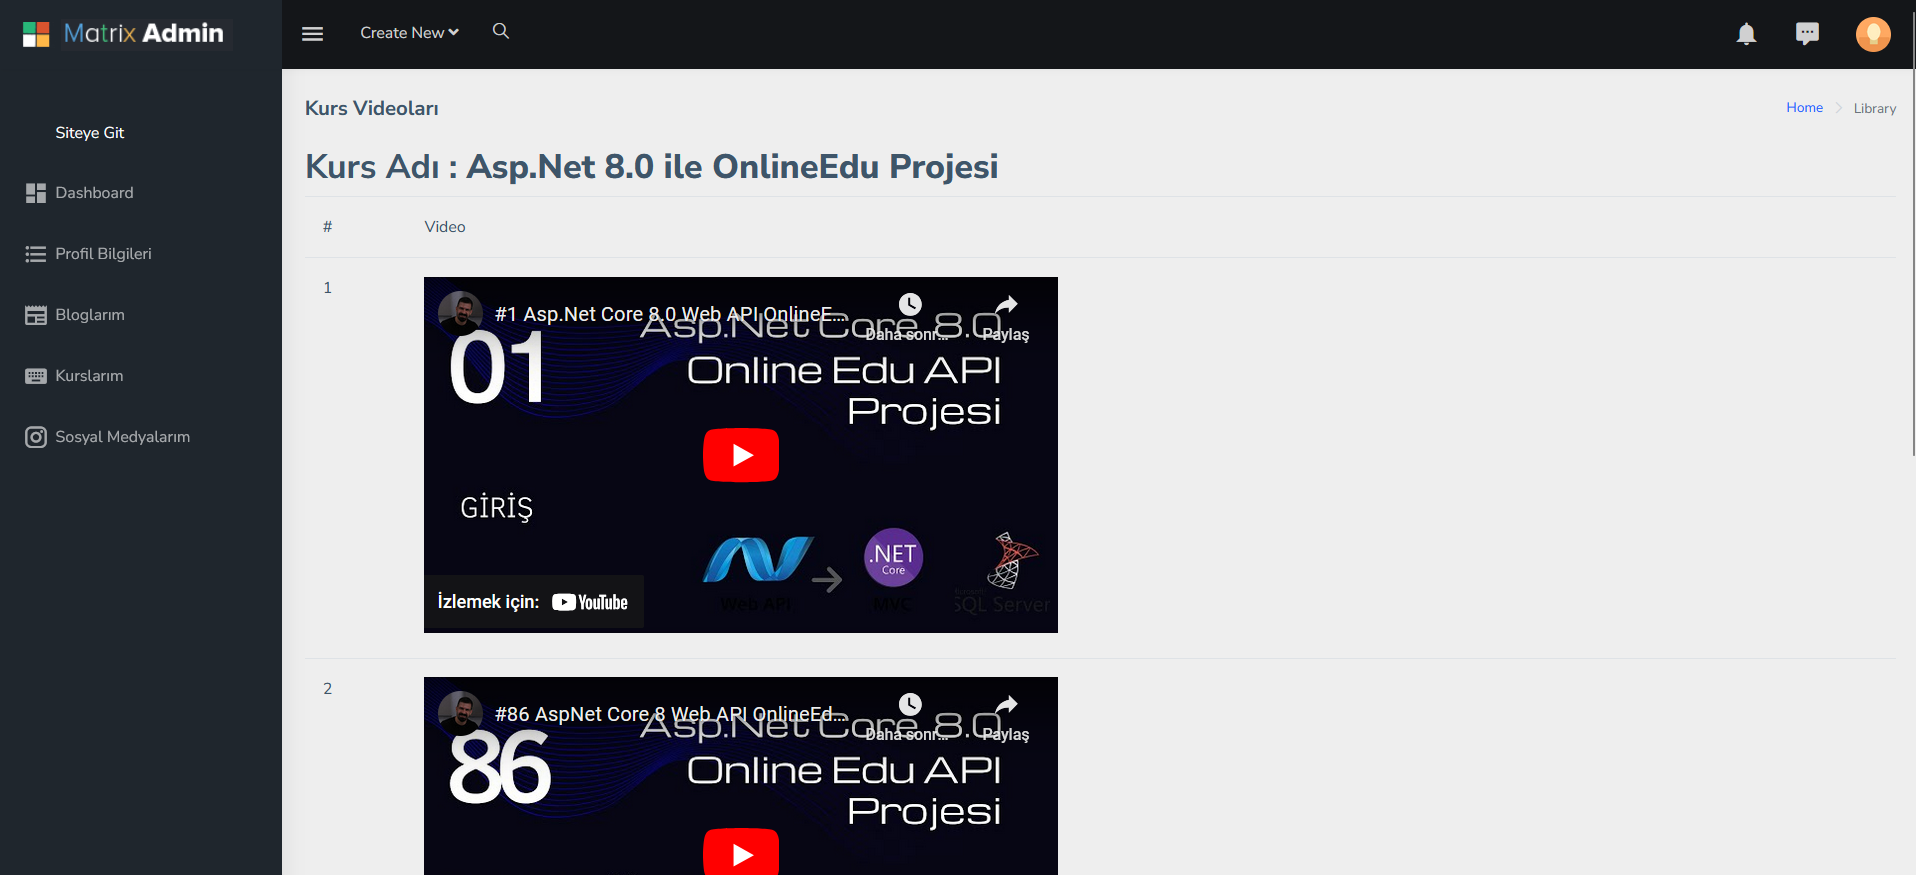 Matrix Admin
Create New
Siteye Git
Dashboard
Profil Bilgileri
Bloglarım
Kurslarım
Sosyal Medyalarım
Kurs Videoları
Home
Library
Kurs Adı : Asp.Net 8.0 ile OnlineEdu Projesi
#
Video
1
#1 Asp.Net Core 8.0 Web API OnlineE...
Daha sonr...
Paylaş
01
Asp.Net Core 8.0
Online Edu API
Projesi
GİRİŞ
.NET
Core
Web API
MVC
SQL Server
İzlemek için: YouTube
2
#86 AspNet Core 8 Web API OnlineEd...
Daha sonr...
Paylaş
86
Asp.Net Core 8.0
Online Edu API
Projesi